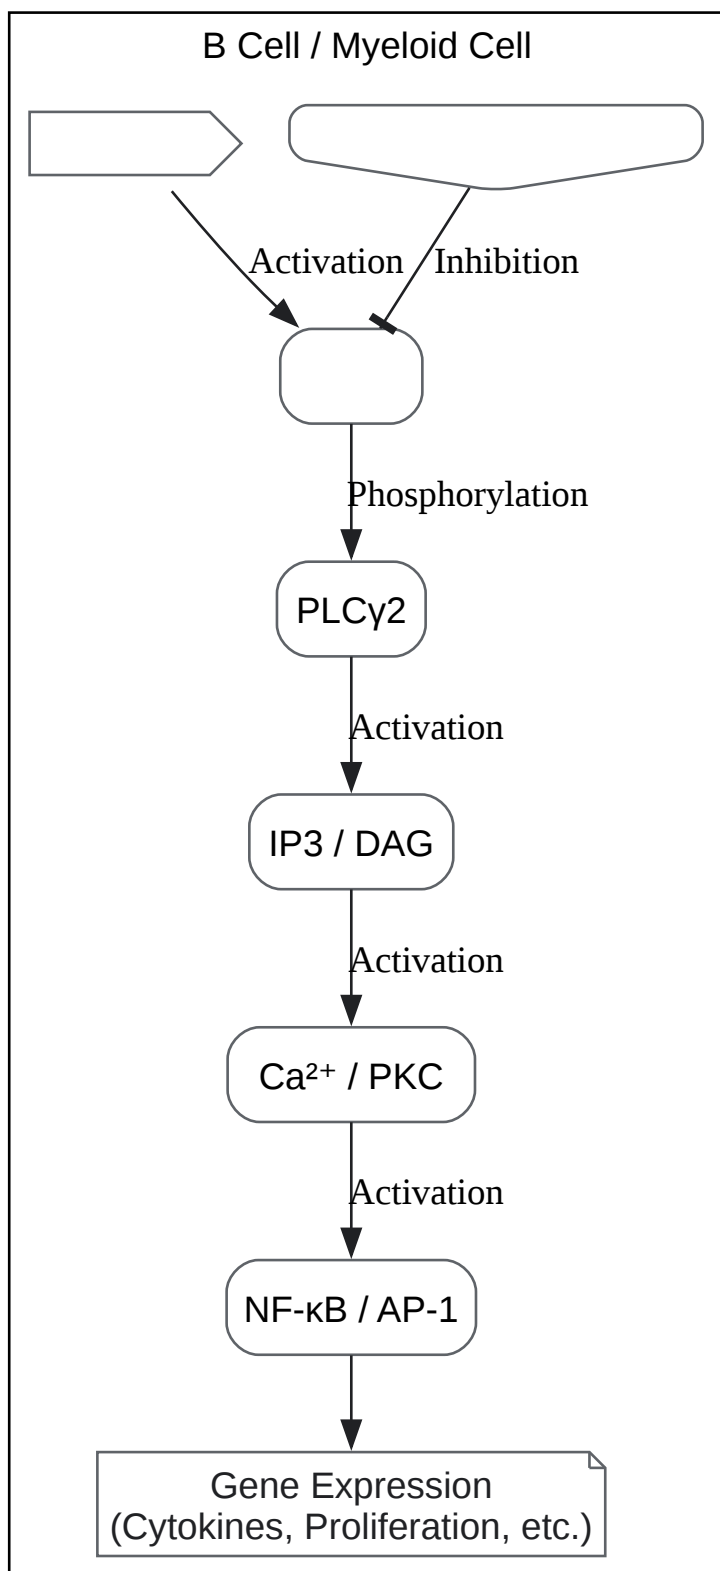 B Cell / Myeloid Cell
Activation
Inhibition
Phosphorylation
PLCγ2
Activation
IP3 / DAG
Activation
Ca²⁺ / PKC
Activation
NF-κB / AP-1
Gene Expression
(Cytokines, Proliferation, etc.)